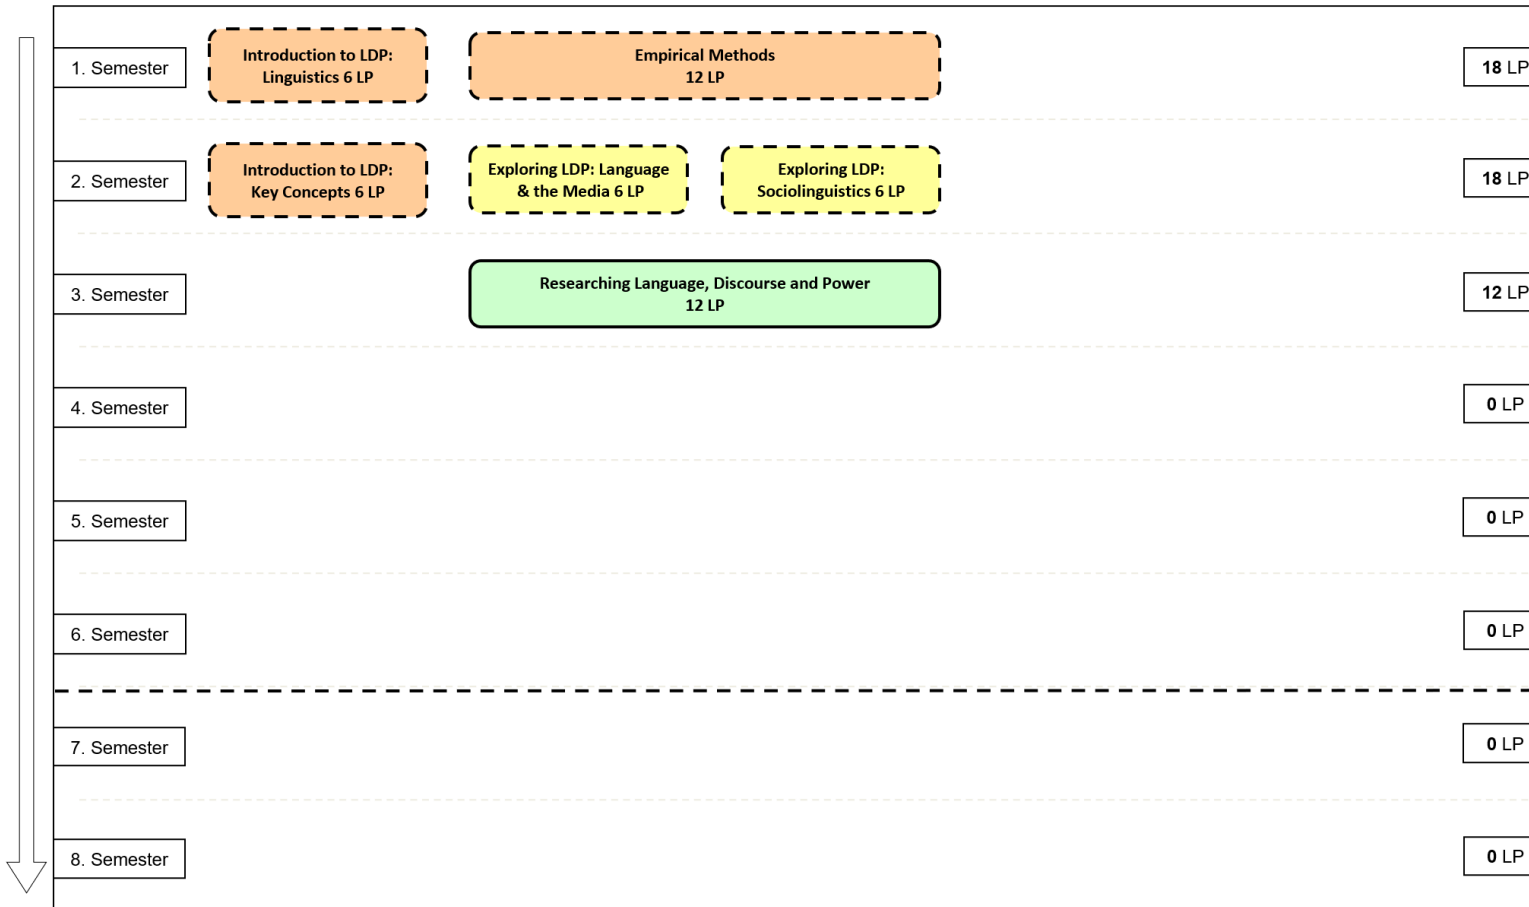 1. Semester
Introduction to LDP:
Linguistics 6 LP
Empirical Methods
12 LP
18 LP
2. Semester
Introduction to LDP:
Key Concepts 6 LP
Exploring LDP: Language
& the Media 6 LP
Exploring LDP:
Sociolinguistics 6 LP
18 LP
3. Semester
Researching Language, Discourse and Power
12 LP
12 LP
4. Semester
0 LP
5. Semester
0 LP
6. Semester
0 LP
7. Semester
0 LP
8. Semester
0 LP